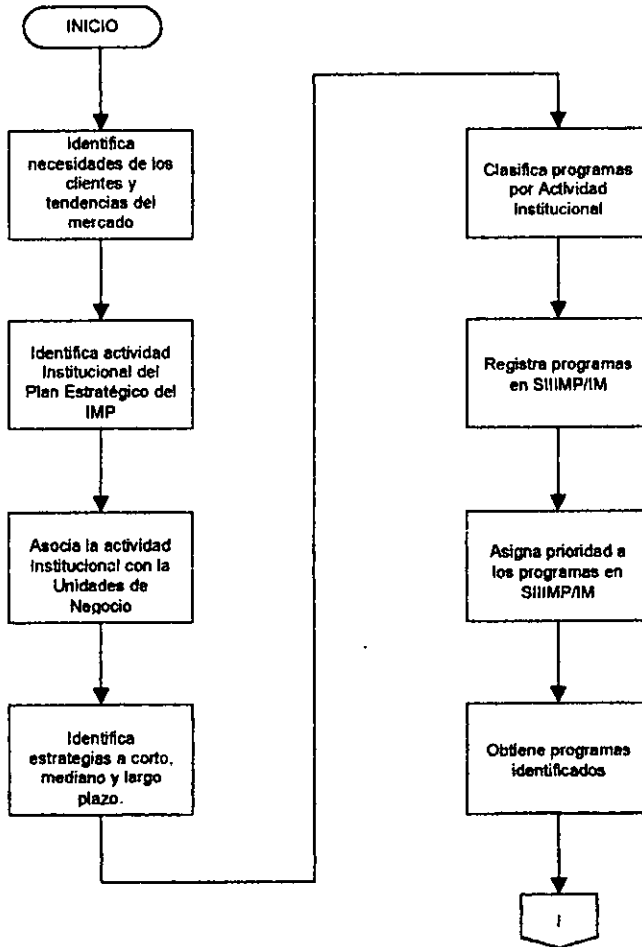 INICIO
Identifica
necesidades de los
clientes y
tendencias del
mercado
Identifica actividad
Institucional del
Plan Estratégico del
IMP
Asocia la actividad
Institucional con la
Unidades de
Negocio
Identifica
estrategias a corto,
mediano y largo
plazo.
Clasifica programas
por Actividad
Institucional
Registra programas
en SIIIMP/IM
Asigna prioridad a
los programas en
SIIIMP/IM
Obtiene programas
identificados
I